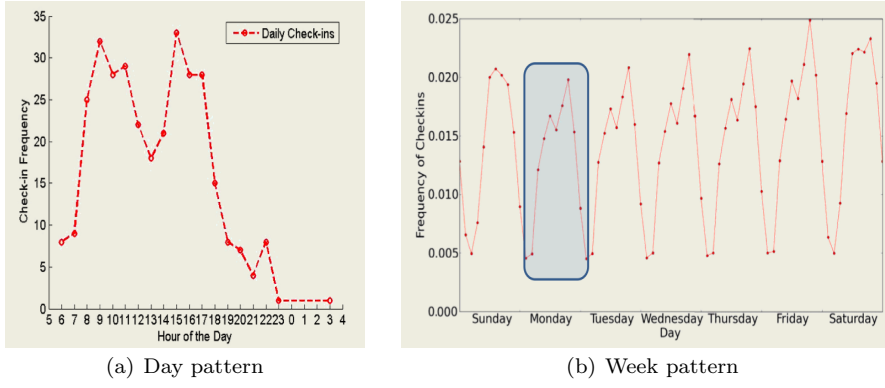 35
30
25
20
15
10
5
0
Check-in Frequency
Daily Check-ins
5 6 7 8 9 10 11 12 13 14 15 16 17 18 19 20 21 22 23 0 1 2 3 4
Hour of the Day
(a) Day pattern
0.025
0.020
0.015
0.010
0.005
0.000
Frequency of Checkins
Sunday Monday Tuesday Wednesday Thursday Friday Saturday
Day
(b) Week pattern